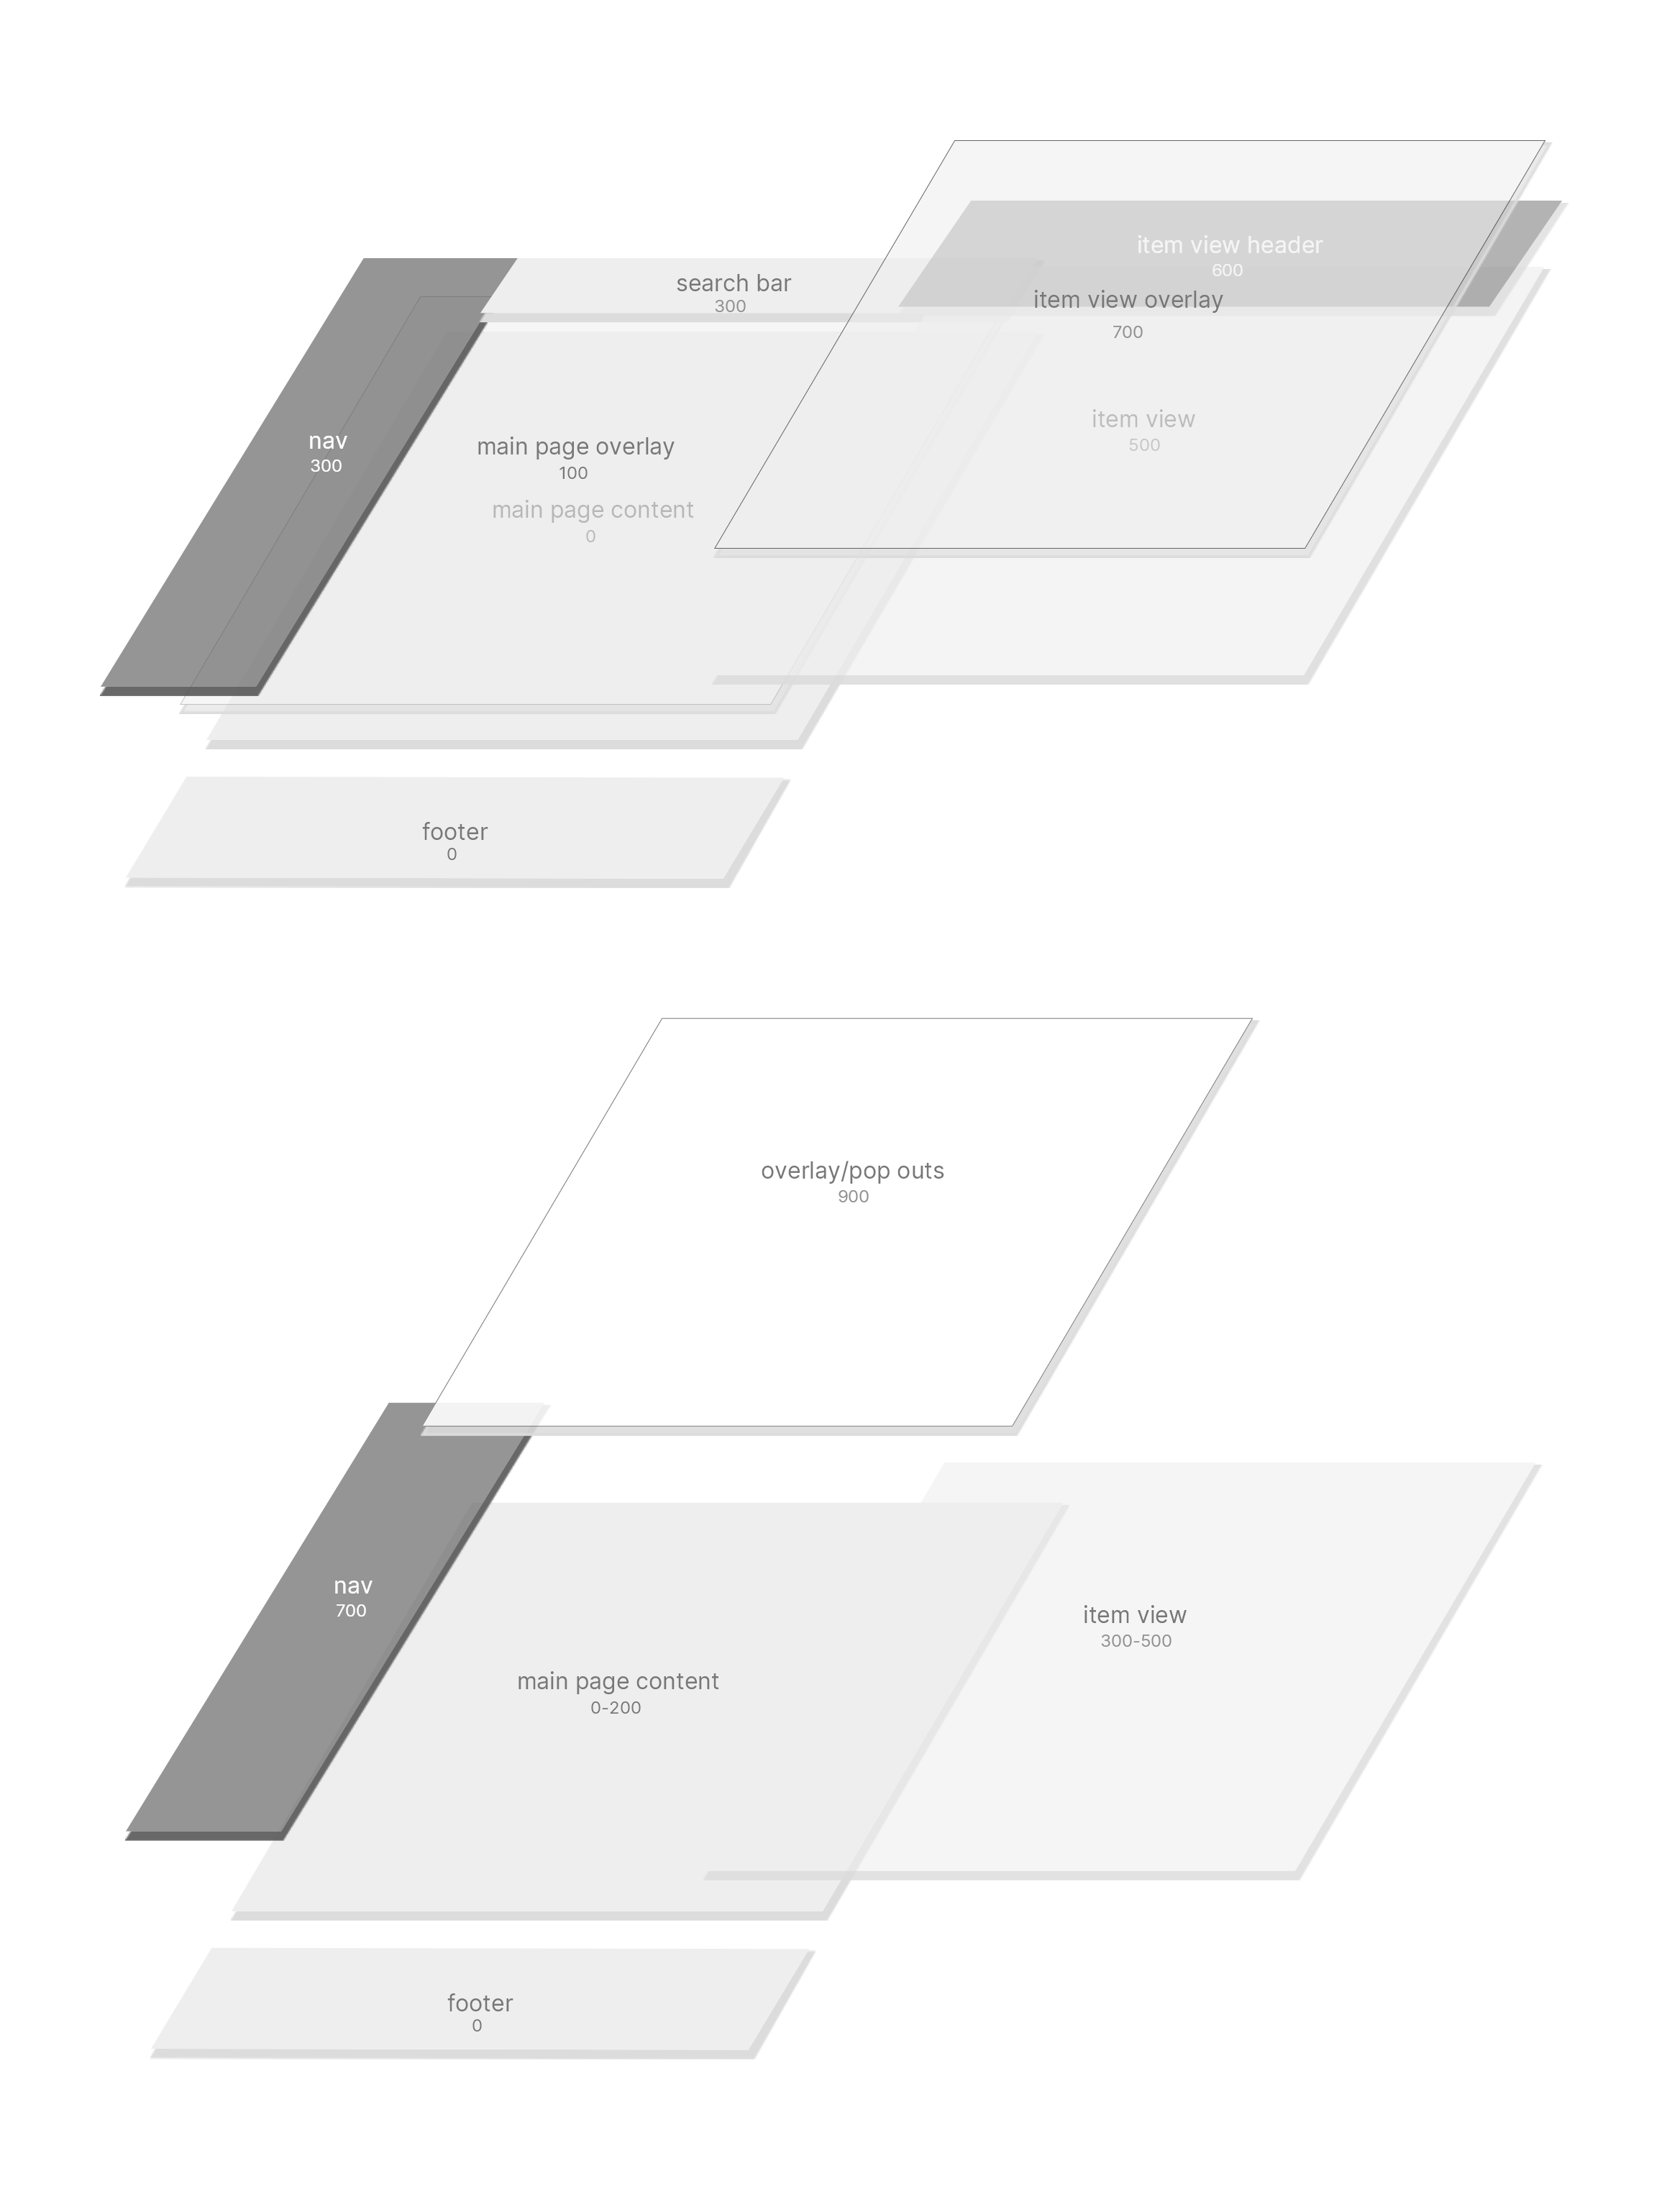 item view header
600
search bar
300
item view overlay
700
item view
500
nav
300
main page overlay
100
main page content
0
footer
0
overlay/pop outs
900
nav
700
item view
300-500
main page content
0-200
footer
0